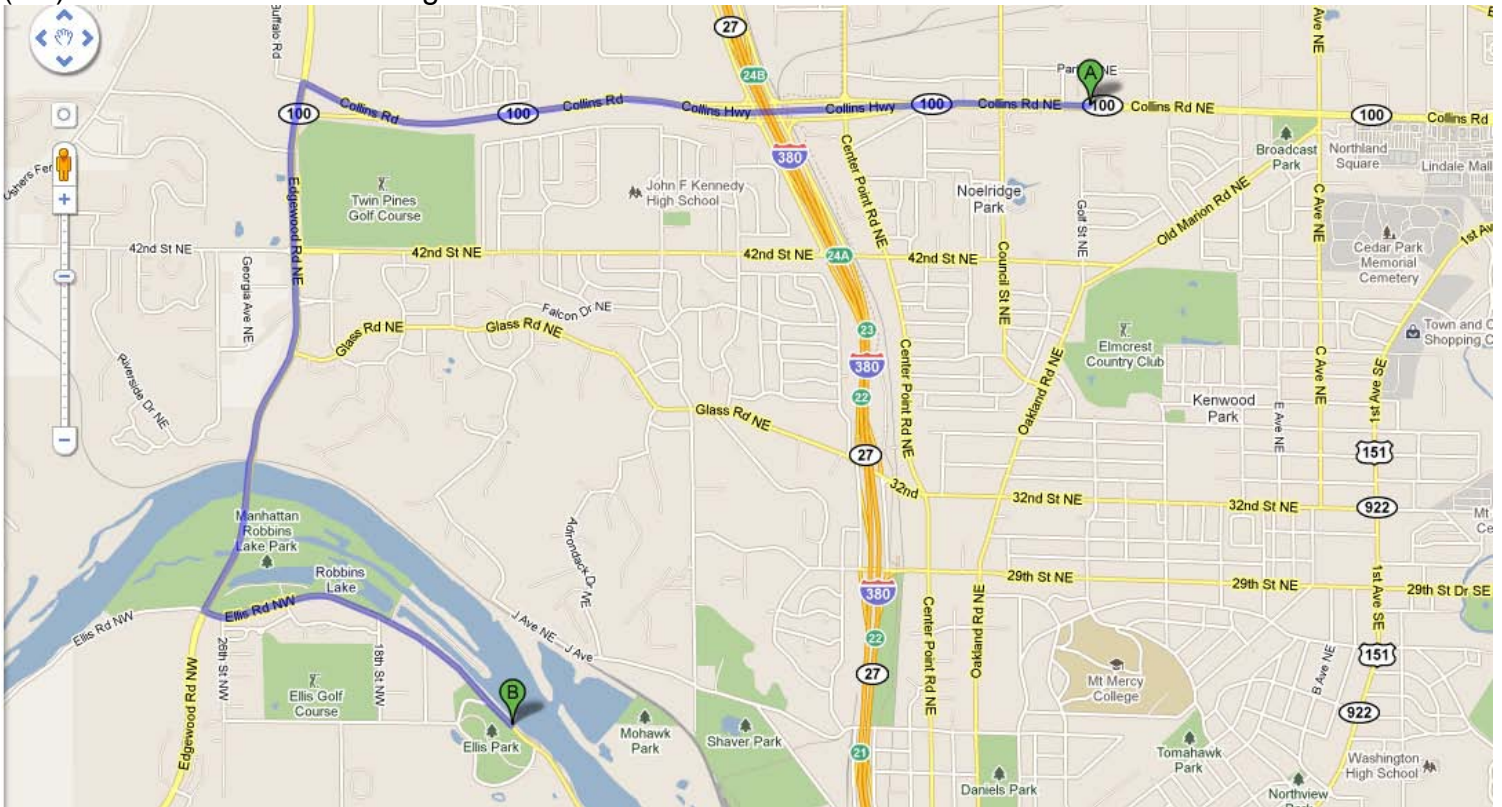 Buffalo Rd
27
Ave NE
24B
A
100
Collins Rd
100
Collins Rd
Collins Hwy
Collins Hwy
100
Collins Rd NE
100
Collins Rd NE
100
Collins Rd
380
Broadcast
Park
Northland
Square
Lindale Mall
Twin Pines
Golf Course
John F Kennedy
High School
Noelridge
Park
Center Point Rd NE
Golf St NE
Old Marion Rd NE
C Ave NE
Edgewood Rd NE
42nd St NE
42nd St NE
42nd St NE
24A
42nd St NE
Council St NE
Cedar Park
Memorial
Cemetery
Georgia Ave NE
Falcon Dr NE
Glass Rd NE
Glass Rd NE
23
380
22
Center Point Rd NE
Elmcrest
Country Club
Town and
Riverside Dr NE
Oakland Rd NE
Kenwood
Park
C Ave NE
E Ave NE
1st Ave SE
Glass Rd NE
27
151
32nd
32nd St NE
32nd St NE
922
Manhattan
Robbins
Lake Park
Robbins
Lake
Adirondack Dr NE
380
29th St NE
29th St NE
29th St Dr SE
Ellis Rd NW
Ellis Rd NW
J Ave NE
J Ave
22
Center Point Rd NE
Oakland Rd NE
1st Ave SE
26th St NW
18th St NW
27
Mt Mercy
College
B Ave NE
151
Edgewood Rd NW
Ellis Golf
Course
B
922
Ellis Park
Mohawk
Park
Shaver Park
21
Tomahawk
Park
Washington
High School
Daniels Park
Northview